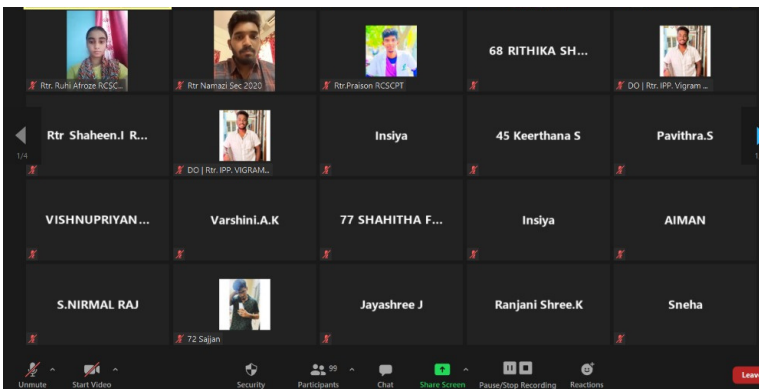 Rtr. Ruhi Afroze RCSC...
Rtr Namazi Sec 2020
Rtr.Praison RCSCPT
68 RITHIKA SH...
DO | Rtr. IPP. Vigram ...
1/4
Rtr Shaheen.I R...
DO | Rtr. IPP. VIGRAM...
Insiya
45 Keerthana S
Pavithra.S
VISHNUPRIYAN...
Varshini.A.K
77 SHAHITHA F...
Insiya
AIMAN
S.NIRMAL RAJ
72 Sajjan
Jayashree J
Ranjani Shree.K
Sneha
Unmute
Start Video
Security
99
Participants
Chat
Share Screen
Pause/Stop Recording
Reactions
Leave